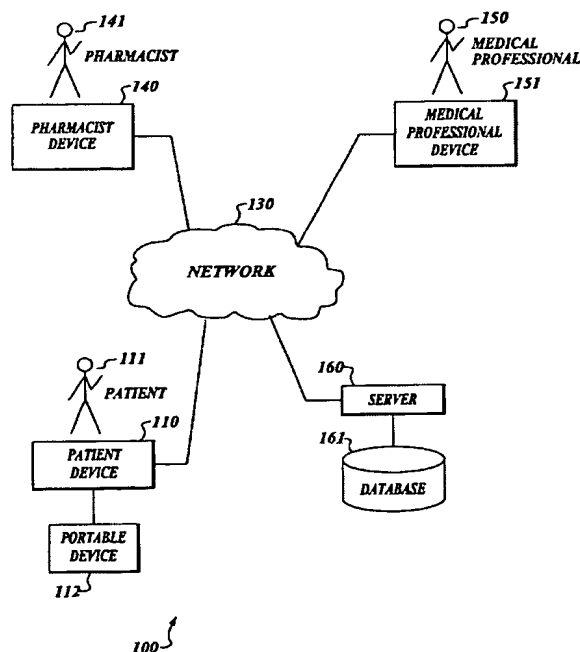 141
PHARMACIST
140
PHARMACIST
DEVICE
150
MEDICAL
PROFESSIONAL
151
MEDICAL
PROFESSIONAL
DEVICE
130
NETWORK
111
PATIENT
110
PATIENT
DEVICE
PORTABLE
DEVICE
112
160
SERVER
161
DATABASE
100